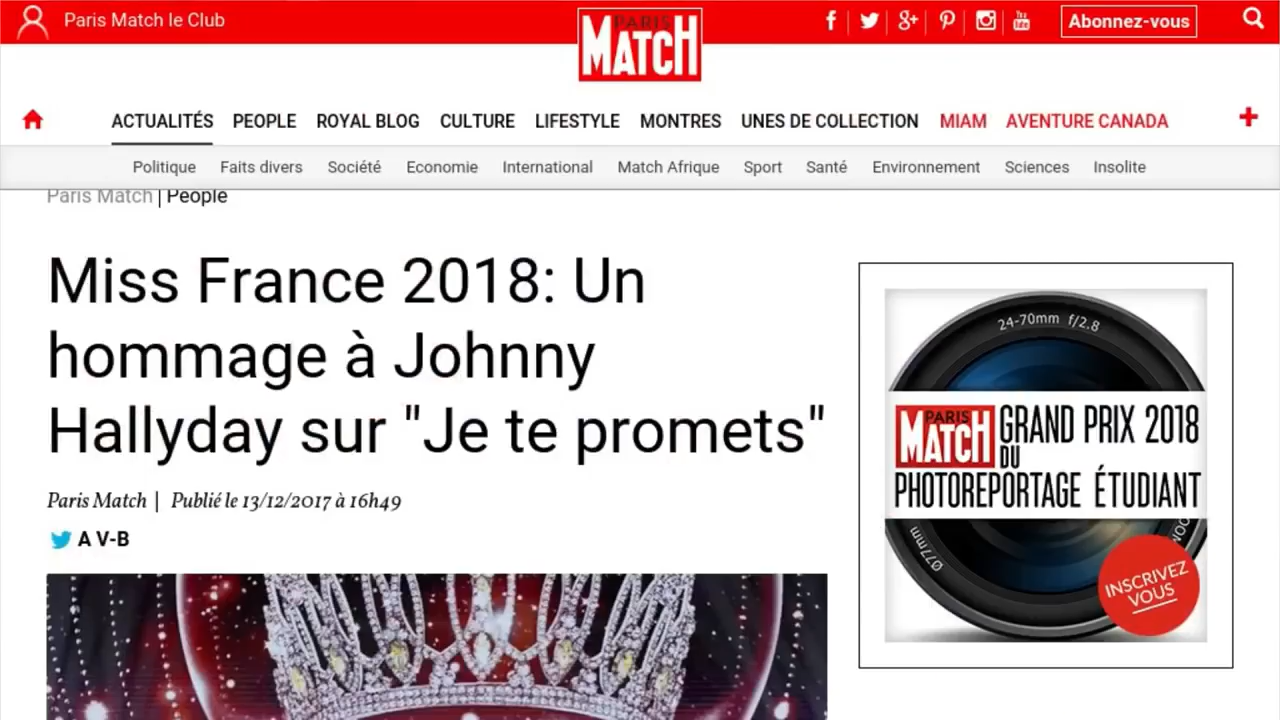 Paris Match le Club
PARIS
MATCH
Abonnez-vous
ACTUALITÉS PEOPLE ROYAL BLOG CULTURE LIFESTYLE MONTRES UNES DE COLLECTION MIAM AVENTURE CANADA
Politique Faits divers Société Economie International Match Afrique Sport Santé Environnement Sciences Insolite
Paris Match | People
Miss France 2018: Un
hommage à Johnny
Hallyday sur "Je te promets"
Paris Match | Publié le 13/12/2017 à 16h49
A V-B
24-70mm f/2.8
PARIS
MATCH
GRAND PRIX 2018
DU
PHOTOREPORTAGE ÉTUDIANT
Ø77mm
INSCRIVEZ
VOUS